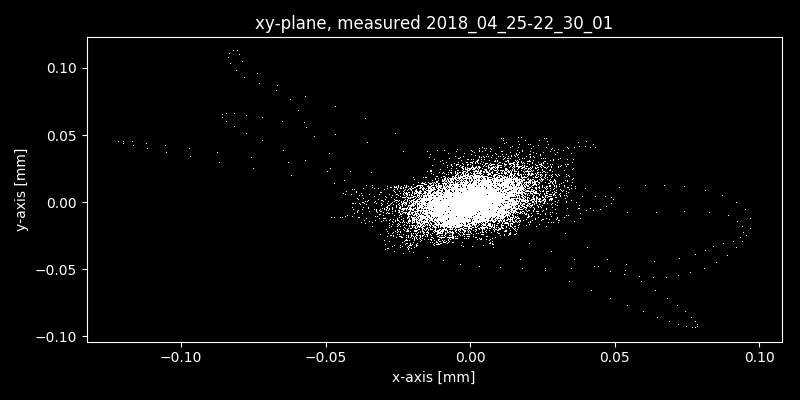 xy-plane, measured 2018_04_25-22_30_01
0.10
0.05
0.00
−0.05
−0.10
y-axis [mm]
−0.10 −0.05 0.00 0.05 0.10
x-axis [mm]